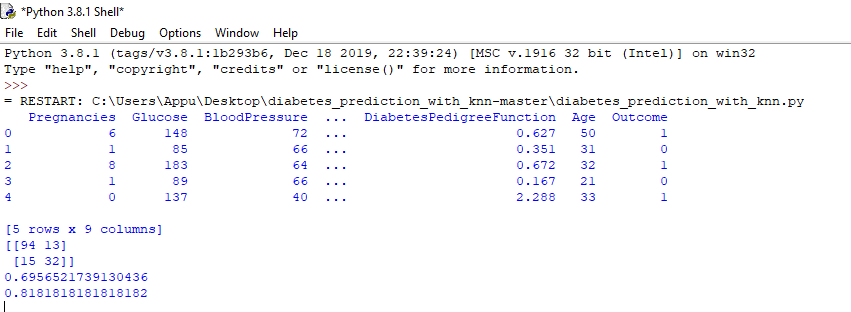 *Python 3.8.1 Shell*
File Edit Shell Debug Options Window Help
Python 3.8.1 (tags/v3.8.1:1b293b6, Dec 18 2019, 22:39:24) [MSC v.1916 32 bit (Intel)] on win32
Type "help", "copyright", "credits" or "license()" for more information.
>>>
= RESTART: C:\Users\Appu\Desktop\diabetes_prediction_with_knn-master\diabetes_prediction_with_knn.py
   Pregnancies  Glucose  BloodPressure  ...  DiabetesPedigreeFunction  Age  Outcome
0            6      148             72  ...                     0.627   50        1
1            1       85             66  ...                     0.351   31        0
2            8      183             64  ...                     0.672   32        1
3            1       89             66  ...                     0.167   21        0
4            0      137             40  ...                     2.288   33        1
[5 rows x 9 columns]
[[94 13]
 [15 32]]
0.6956521739130436
0.8181818181818182